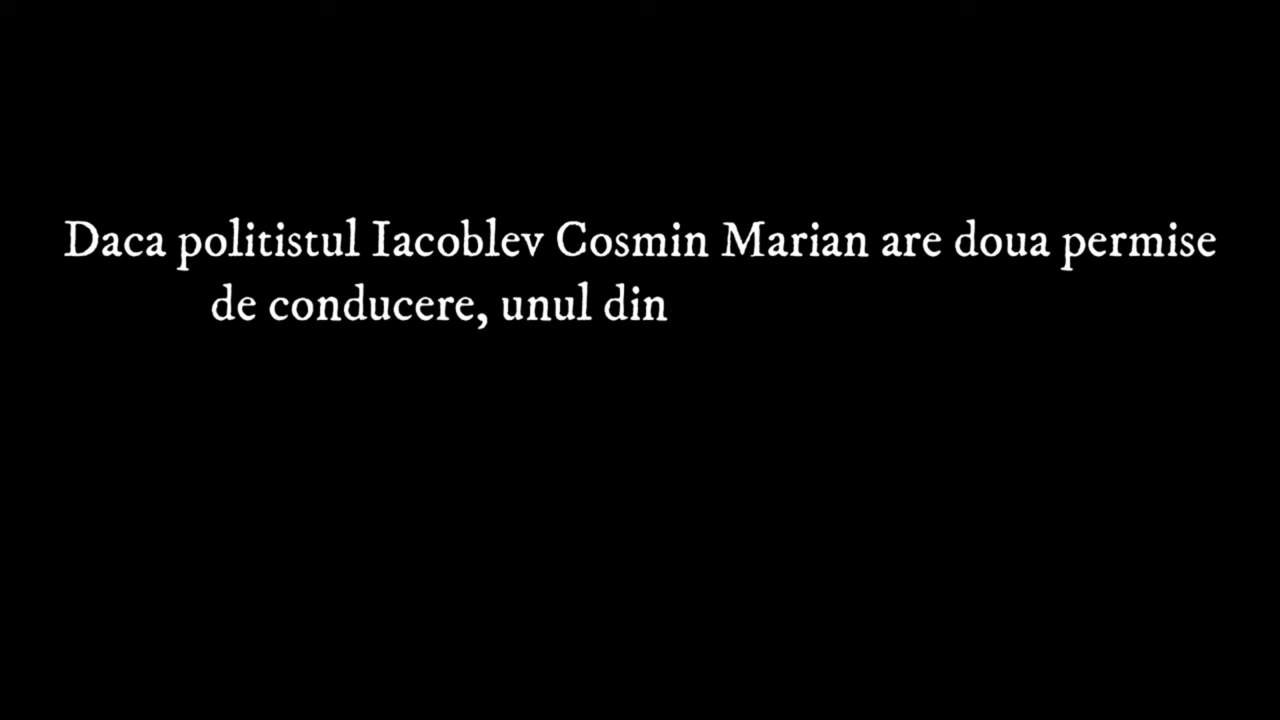 Daca politistul Iacoblev Cosmin Marian are doua permise
de conducere, unul din